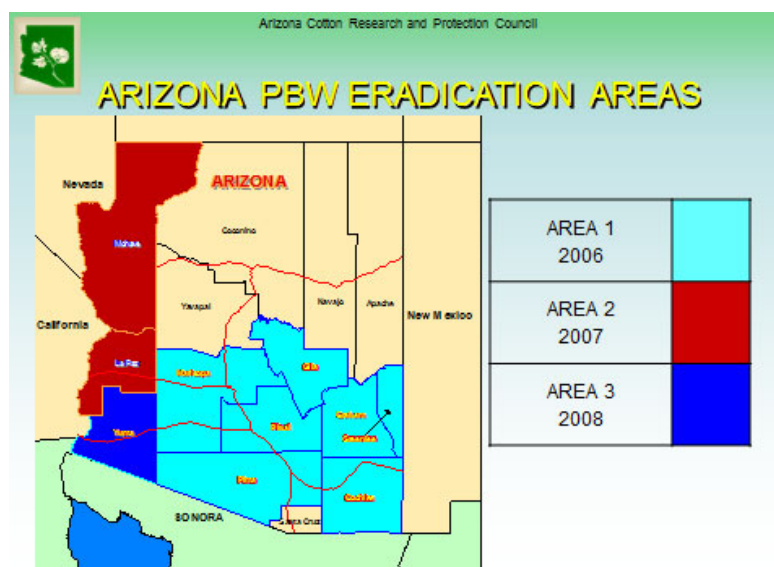 Arizona Cotton Research and Protection Council
ARIZONA PBW ERADICATION AREAS
Nevada
ARIZONA
Coconino
Mohave
Yavapai
Navajo
Apache
California
New Mexico
La Paz
Maricopa
Gila
Yuma
Pinal
Graham
Greenlee
Pima
Cochise
SONORA
Santa Cruz
AREA 1
2006
AREA 2
2007
AREA 3
2008